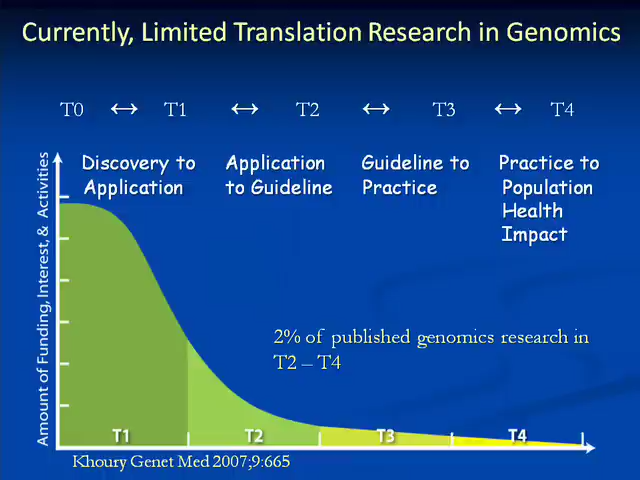 Currently, Limited Translation Research in Genomics
T0 ↔ T1 ↔ T2 ↔ T3 ↔ T4
Discovery to
Application
Application
to Guideline
Guideline to
Practice
Practice to
Population
Health
Impact
Amount of Funding, Interest, & Activities
2% of published genomics research in
T2 – T4
T1 T2 T3 T4
Khoury Genet Med 2007;9:665